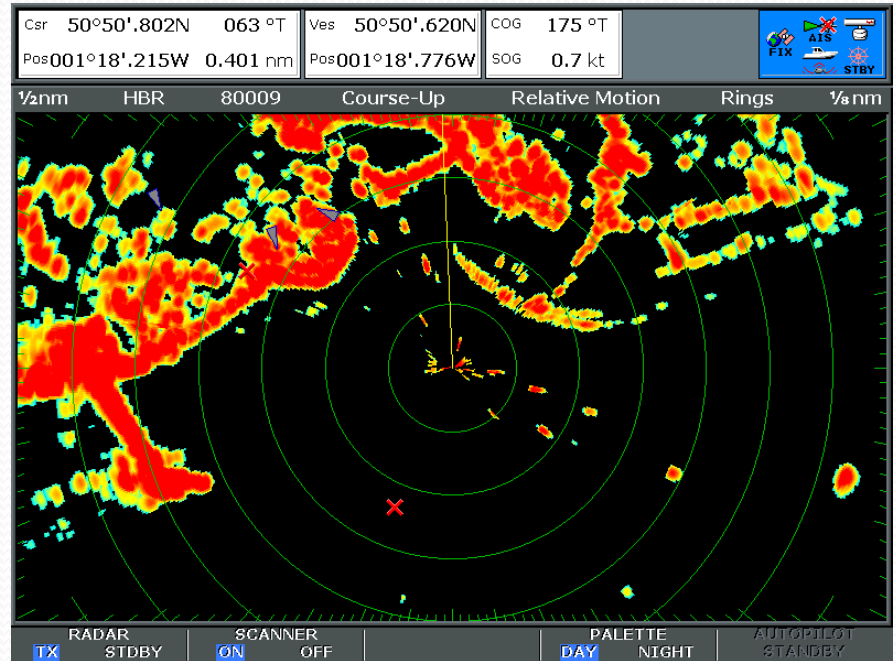 Csr 50°50'.802N 063 °T
Pos001°18'.215W 0.401 nm
Ves 50°50'.620N
Pos001°18'.776W
COG 175 °T
SOG 0.7 kt
FIX AIS STBY
½nm HBR 80009 Course-Up Relative Motion Rings ⅛nm
RADAR
TX STDBY
SCANNER
ON OFF
PALETTE
DAY NIGHT
AUTOPILOT
STANDBY